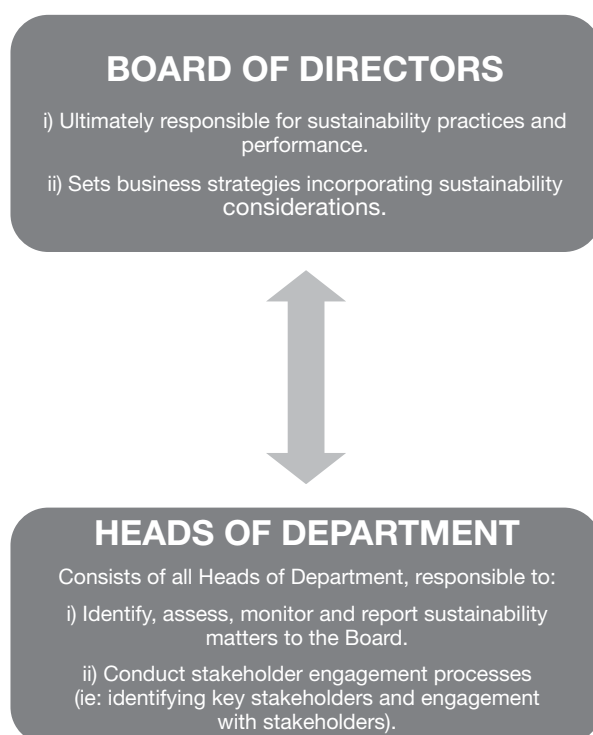 BOARD OF DIRECTORS
i) Ultimately responsible for sustainability practices and
performance.
ii) Sets business strategies incorporating sustainability
considerations.
HEADS OF DEPARTMENT
Consists of all Heads of Department, responsible to:
i) Identify, assess, monitor and report sustainability
matters to the Board.
ii) Conduct stakeholder engagement processes
(ie: identifying key stakeholders and engagement
with stakeholders).